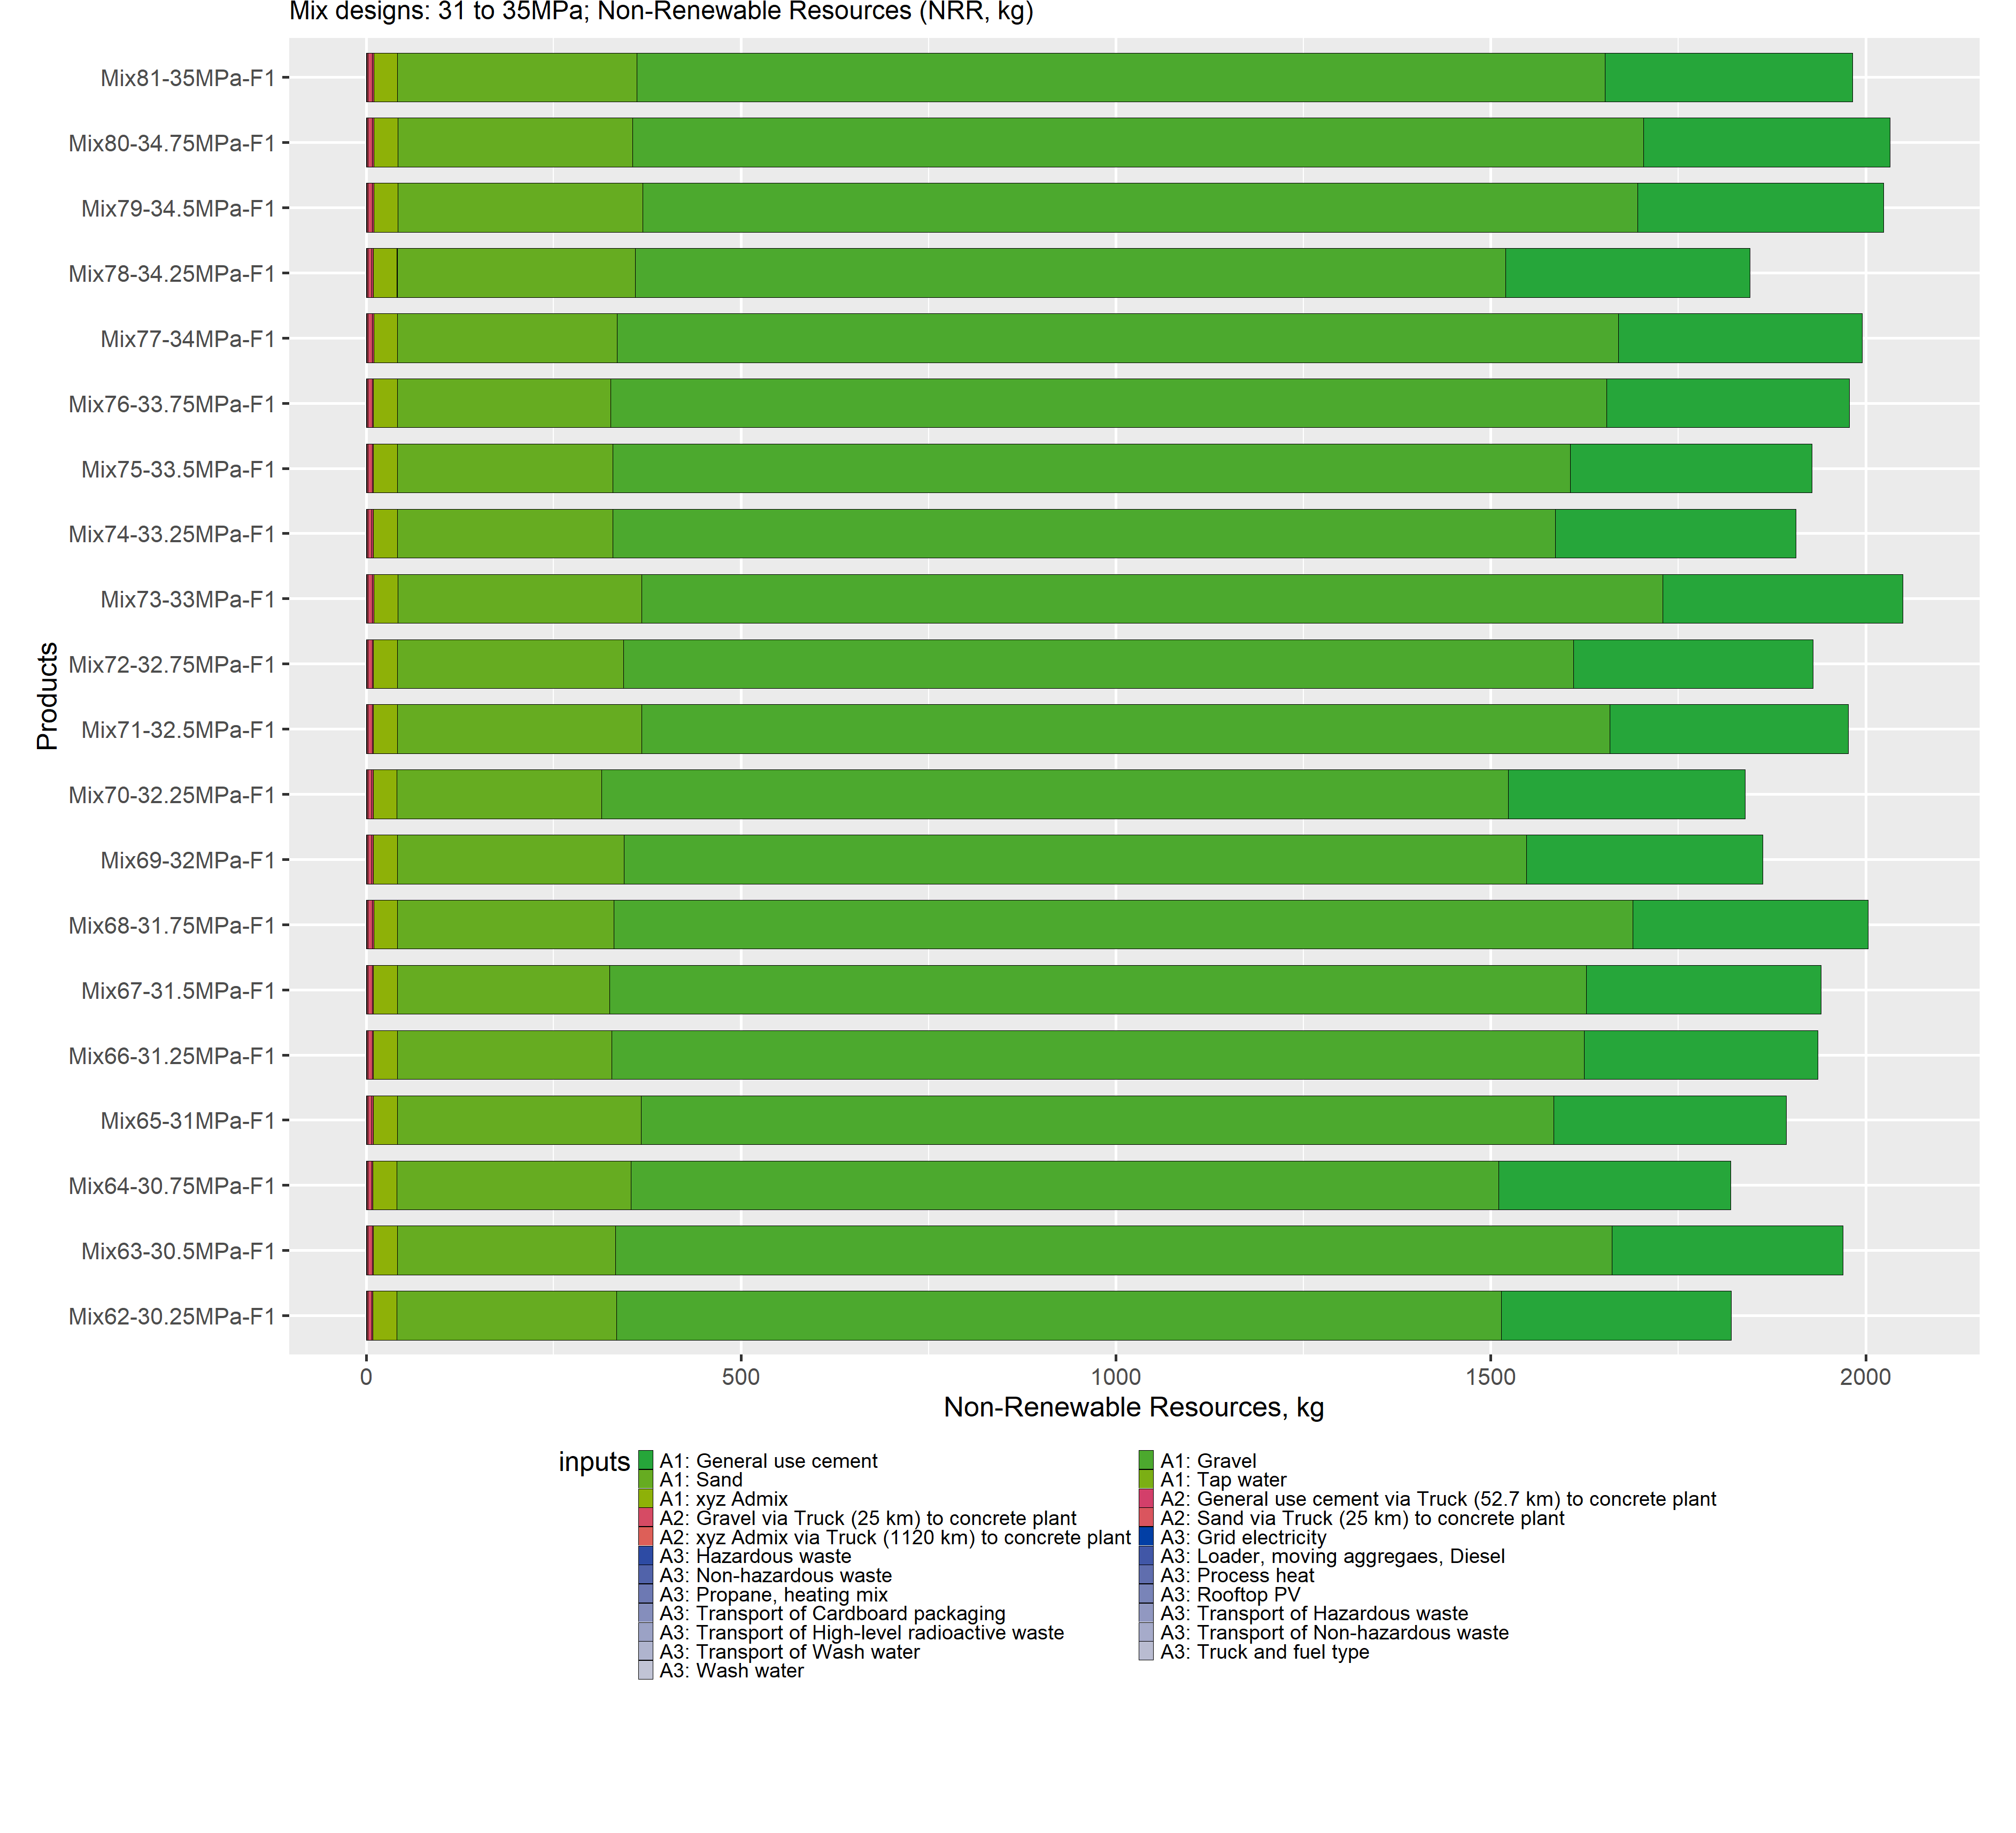 Mix designs: 31 to 35MPa; Non-Renewable Resources (NRR, kg)
Mix81-35MPa-F1
Mix80-34.75MPa-F1
Mix79-34.5MPa-F1
Mix78-34.25MPa-F1
Mix77-34MPa-F1
Mix76-33.75MPa-F1
Mix75-33.5MPa-F1
Mix74-33.25MPa-F1
Mix73-33MPa-F1
Mix72-32.75MPa-F1
Mix71-32.5MPa-F1
Mix70-32.25MPa-F1
Mix69-32MPa-F1
Mix68-31.75MPa-F1
Mix67-31.5MPa-F1
Mix66-31.25MPa-F1
Mix65-31MPa-F1
Mix64-30.75MPa-F1
Mix63-30.5MPa-F1
Mix62-30.25MPa-F1
Products
0 500 1000 1500 2000
Non-Renewable Resources, kg
inputs
A1: General use cement A1: Gravel
A1: Sand A1: Tap water
A1: xyz Admix A2: General use cement via Truck (52.7 km) to concrete plant
A2: Gravel via Truck (25 km) to concrete plant A2: Sand via Truck (25 km) to concrete plant
A2: xyz Admix via Truck (1120 km) to concrete plant A3: Grid electricity
A3: Hazardous waste A3: Loader, moving aggregaes, Diesel
A3: Non-hazardous waste A3: Process heat
A3: Propane, heating mix A3: Rooftop PV
A3: Transport of Cardboard packaging A3: Transport of Hazardous waste
A3: Transport of High-level radioactive waste A3: Transport of Non-hazardous waste
A3: Transport of Wash water A3: Truck and fuel type
A3: Wash water